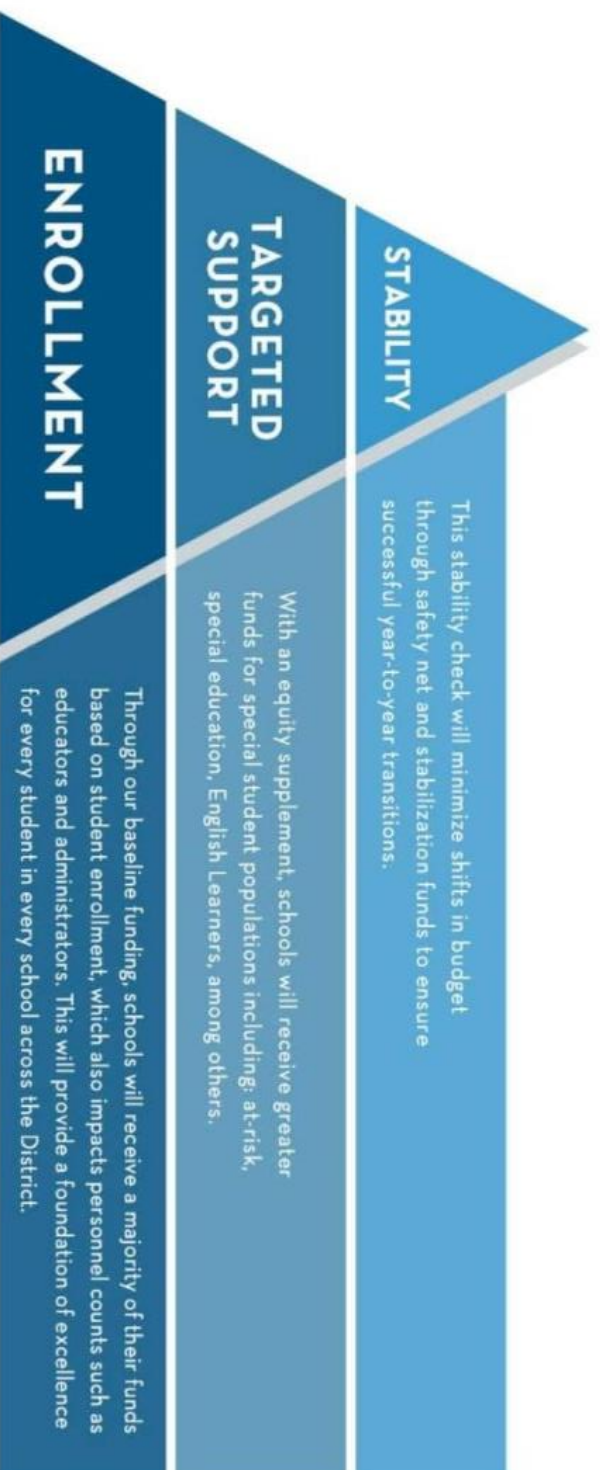 STABILITY
This stability check will minimize shifts in budget
through safety net and stabilization funds to ensure
successful year-to-year transitions.
TARGETED
SUPPORT
With an equity supplement, schools will receive greater
funds for special student populations including: at-risk,
special education, English Learners, among others.
ENROLLMENT
Through our baseline funding, schools will receive a majority of their funds
based on student enrollment, which also impacts personnel counts such as
educators and administrators. This will provide a foundation of excellence
for every student in every school across the District.